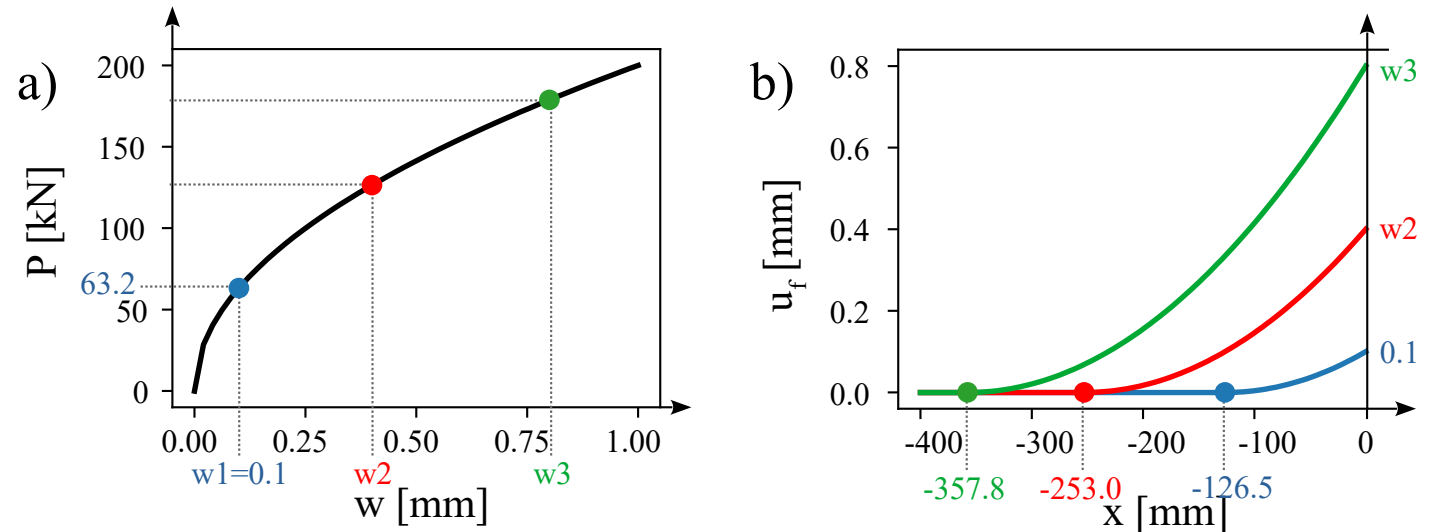 a)
P [kN]
200
150
100
63.2
50
0
0.00 0.25 0.50 0.75 1.00
w1=0.1 w2 w3
w [mm]
b)
u_f [mm]
0.8
0.6
0.4
0.2
0.0
w3
w2
0.1
-400 -300 -200 -100 0
-357.8 -253.0 -126.5
x [mm]